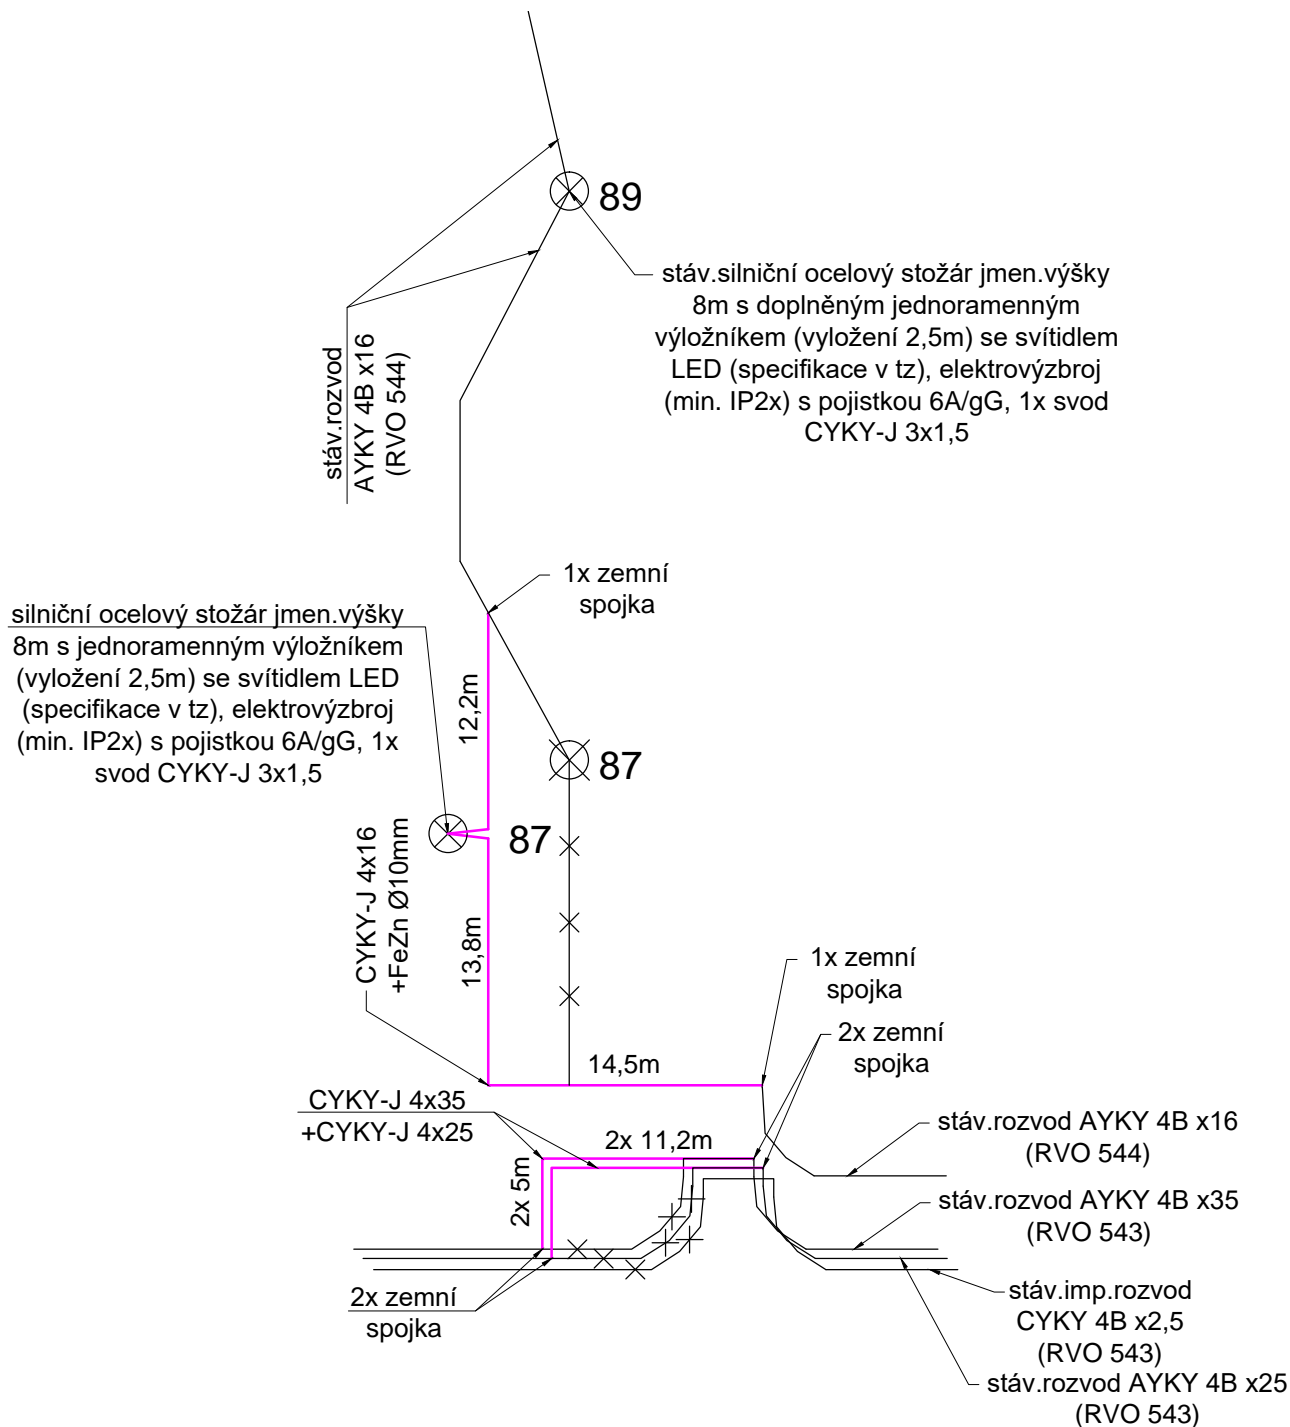 89
stáv.silniční ocelový stožár jmen.výšky
8m s doplněným jednoramenným
výložníkem (vyložení 2,5m) se svítidlem
LED (specifikace v tz), elektrovýzbroj
(min. IP2x) s pojistkou 6A/gG, 1x svod
CYKY-J 3x1,5
stáv.rozvod
AYKY 4B x16
(RVO 544)
1x zemní
spojka
silniční ocelový stožár jmen.výšky
8m s jednoramenným výložníkem
(vyložení 2,5m) se svítidlem LED
(specifikace v tz), elektrovýzbroj
(min. IP2x) s pojistkou 6A/gG, 1x
svod CYKY-J 3x1,5
12,2m
87
87
CYKY-J 4x16
+FeZn Ø10mm
13,8m
1x zemní
spojka
2x zemní
spojka
14,5m
CYKY-J 4x35
+CYKY-J 4x25
2x 11,2m
2x 5m
stáv.rozvod AYKY 4B x16
(RVO 544)
stáv.rozvod AYKY 4B x35
(RVO 543)
2x zemní
spojka
stáv.imp.rozvod
CYKY 4B x2,5
(RVO 543)
stáv.rozvod AYKY 4B x25
(RVO 543)